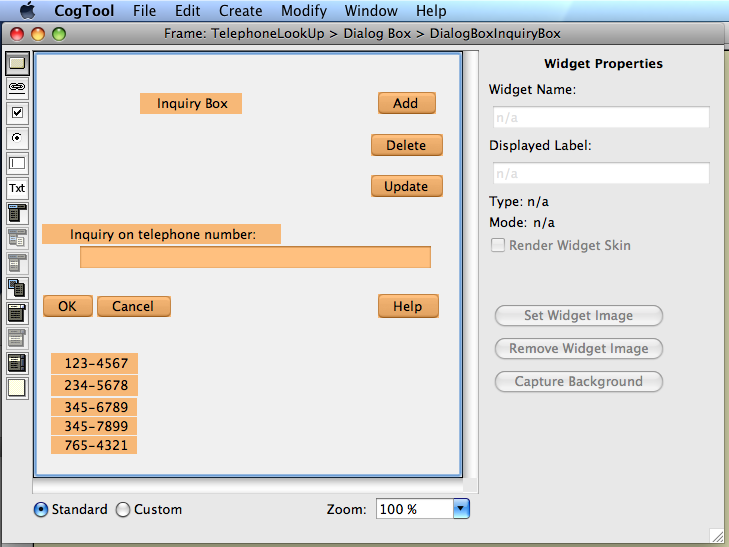 CogTool File Edit Create Modify Window Help
Frame: TelephoneLookUp > Dialog Box > DialogBoxInquiryBox
Txt
Inquiry Box
Add
Delete
Update
Inquiry on telephone number:
OK
Cancel
Help
123-4567
234-5678
345-6789
345-7899
765-4321
Standard
Custom
Zoom:
100 %
Widget Properties
Widget Name:
n/a
Displayed Label:
n/a
Type: n/a
Mode: n/a
Render Widget Skin
Set Widget Image
Remove Widget Image
Capture Background